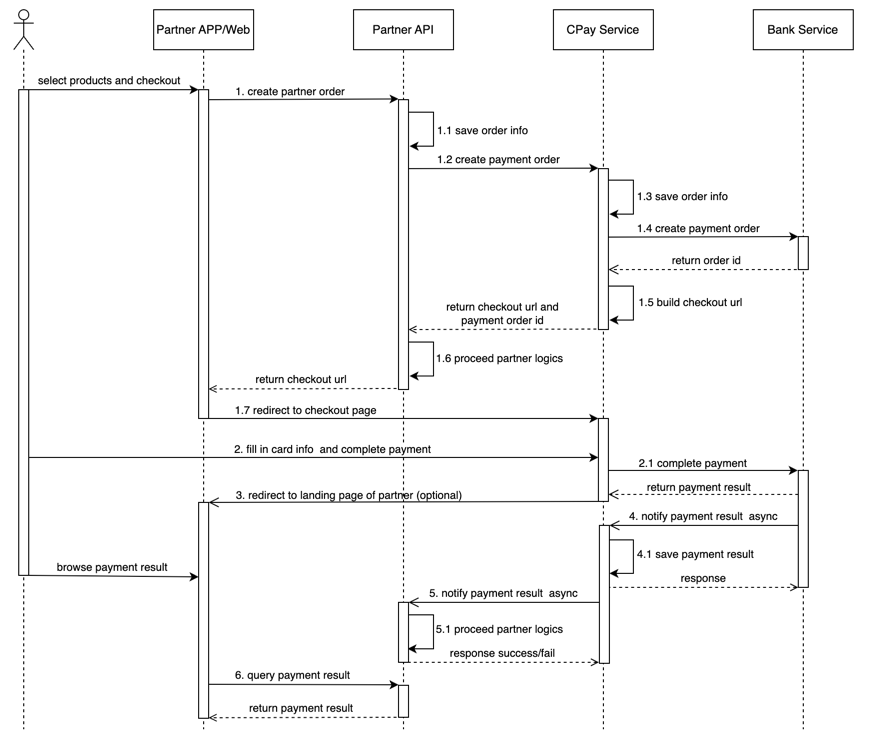 Partner APP/Web
Partner API
CPay Service
Bank Service
select products and checkout
1. create partner order
1.1 save order info
1.2 create payment order
1.3 save order info
1.4 create payment order
return order id
1.5 build checkout url
return checkout url and
payment order id
1.6 proceed partner logics
return checkout url
1.7 redirect to checkout page
2. fill in card info  and complete payment
2.1 complete payment
return payment result
3. redirect to landing page of partner (optional)
4. notify payment result  async
4.1 save payment result
browse payment result
response
5. notify payment result  async
5.1 proceed partner logics
response success/fail
6. query payment result
return payment result